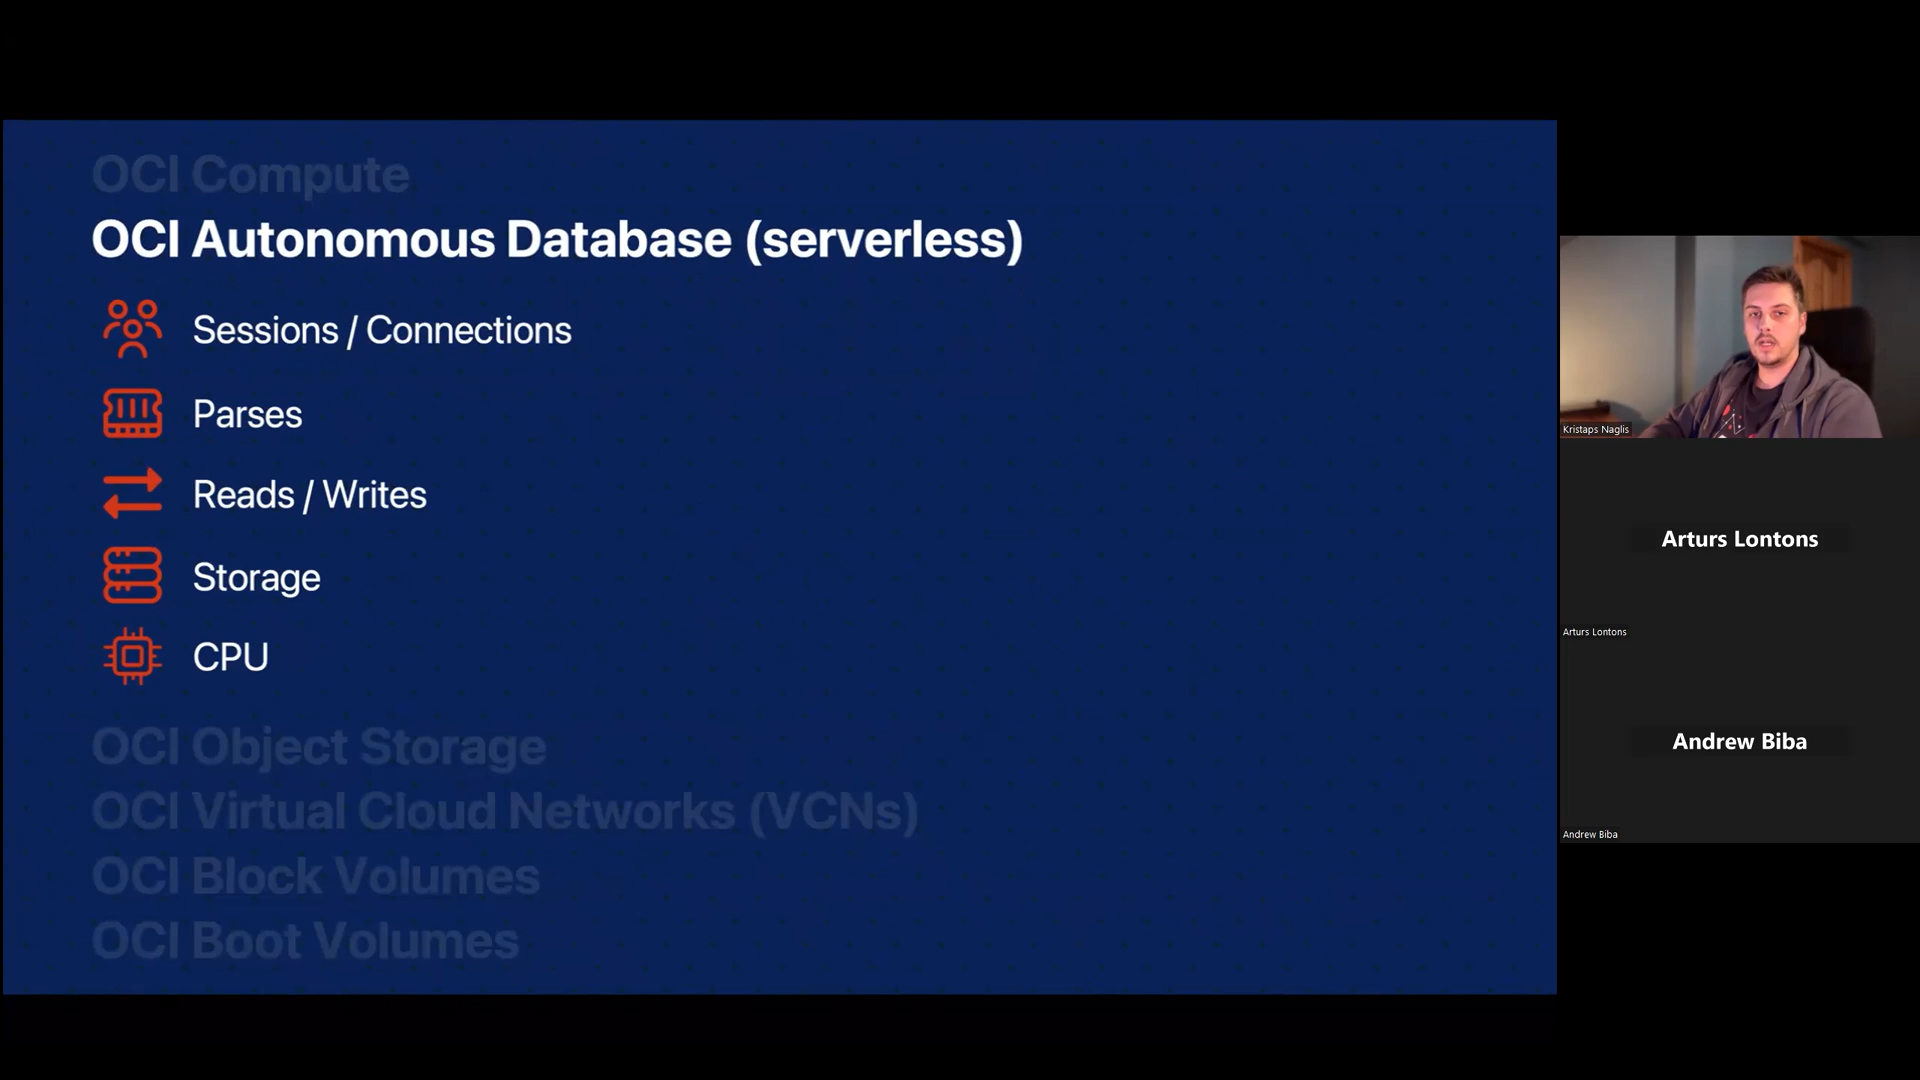 OCI Compute
OCI Autonomous Database (serverless)
Sessions / Connections
Parses
Reads / Writes
Storage
CPU
OCI Object Storage
OCI Virtual Cloud Networks (VCNs)
OCI Block Volumes
OCI Boot Volumes
Kristaps Naglis
Arturs Lontons
Arturs Lontons
Andrew Biba
Andrew Biba